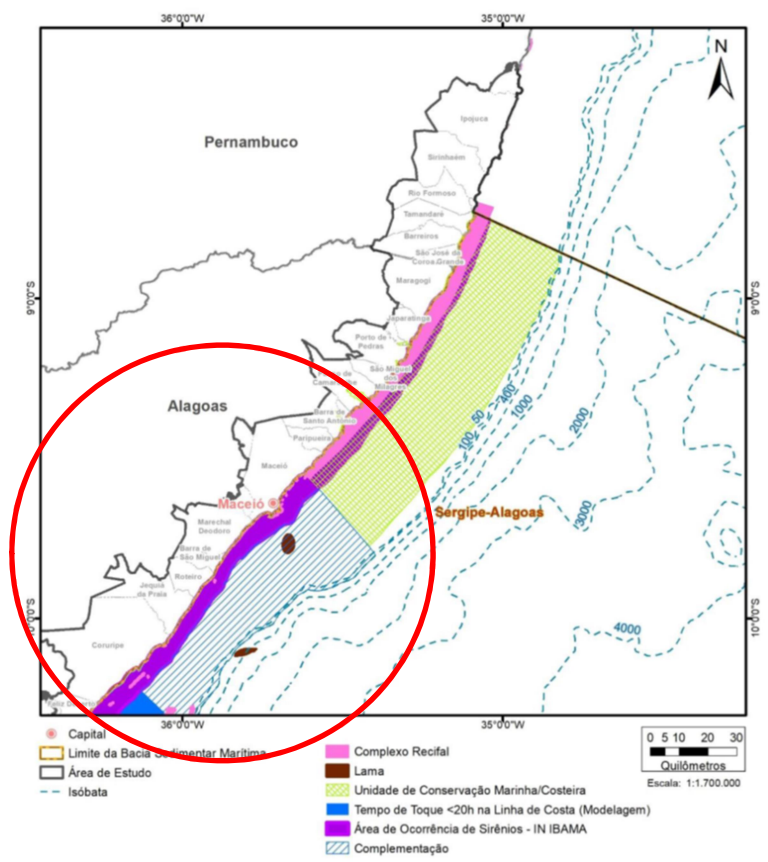 36°0'0"W 35°0'0"W
N
Ipojuca
Pernambuco
Sirinhaém
Rio Formoso
Tamandaré
Barreiros
São José da
Coroa Grande
Maragogi
9°0'0"S 9°0'0"S
Japaratinga
Porto de
Pedras
São Miguel
dos
Milagres
Alagoas
Barra de
Santo Antônio
Paripueira
100 50 400 1000 2000
Maceió
Maceió
3000
Sergipe-Alagoas
Marechal
Deodoro
Barra de
São Miguel
Roteiro
Jequiá
da Praia
10°0'0"S
4000
Coruripe
36°0'0"W 35°0'0"W
Capital
Limite da Bacia Sedimentar Marítima
Área de Estudo
Isóbata
Complexo Recifal
Lama
Unidade de Conservação Marinha/Costeira
Tempo de Toque <20h na Linha de Costa (Modelagem)
Área de Ocorrência de Sirênios - IN IBAMA
Complementação
0 5 10 20 30
Quilômetros
Escala: 1:1.700.000